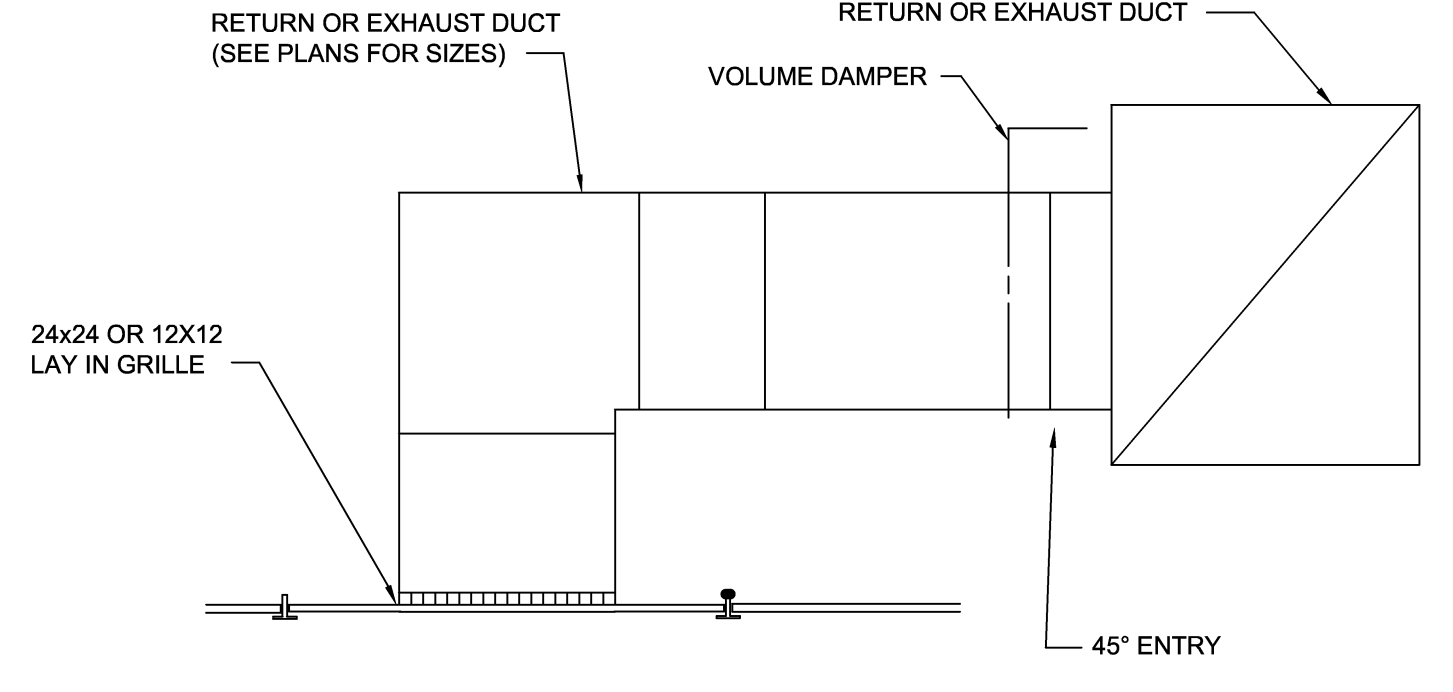 RETURN OR EXHAUST DUCT
(SEE PLANS FOR SIZES)
RETURN OR EXHAUST DUCT
VOLUME DAMPER
24x24 OR 12X12
LAY IN GRILLE
45° ENTRY